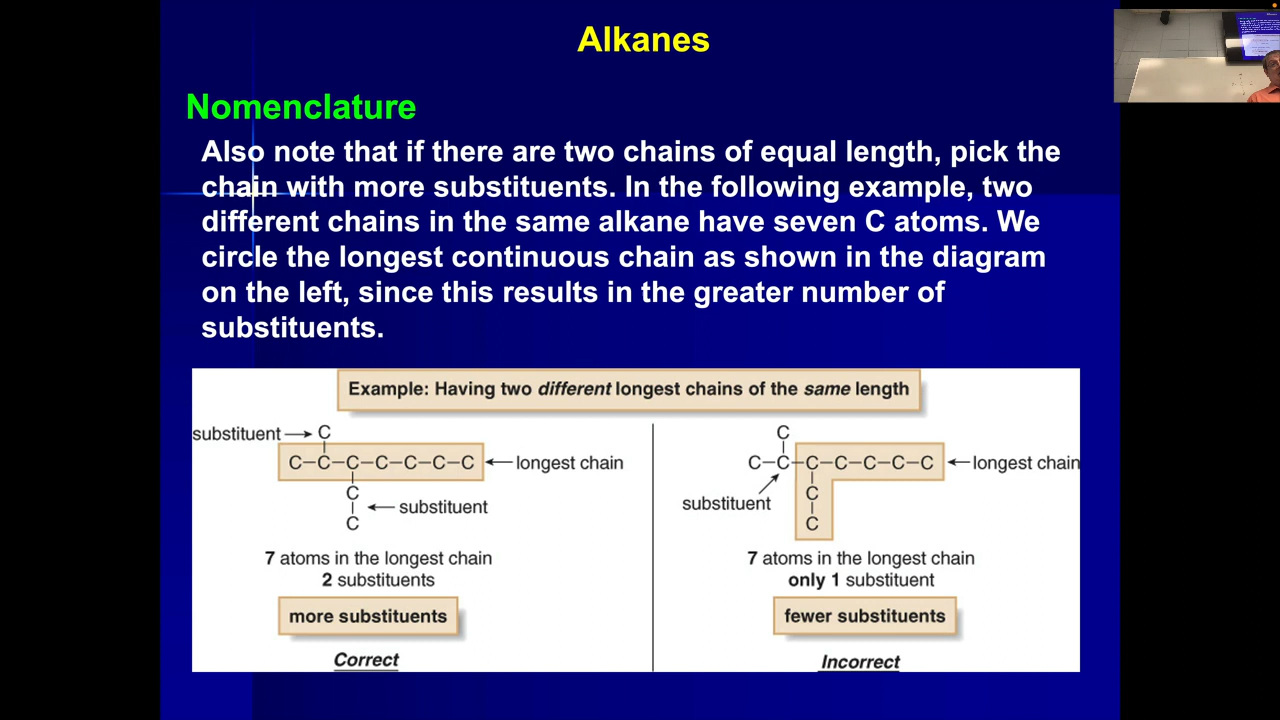 Alkanes
Nomenclature
Also note that if there are two chains of equal length, pick the
chain with more substituents. In the following example, two
different chains in the same alkane have seven C atoms. We
circle the longest continuous chain as shown in the diagram
on the left, since this results in the greater number of
substituents.
Example: Having two different longest chains of the same length
substituent C
C-C-C-C-C-C-C longest chain
C
substituent
C
7 atoms in the longest chain
2 substituents
more substituents
Correct
C
C-C-C-C-C-C-C longest chain
substituent C
C
7 atoms in the longest chain
only 1 substituent
fewer substituents
Incorrect